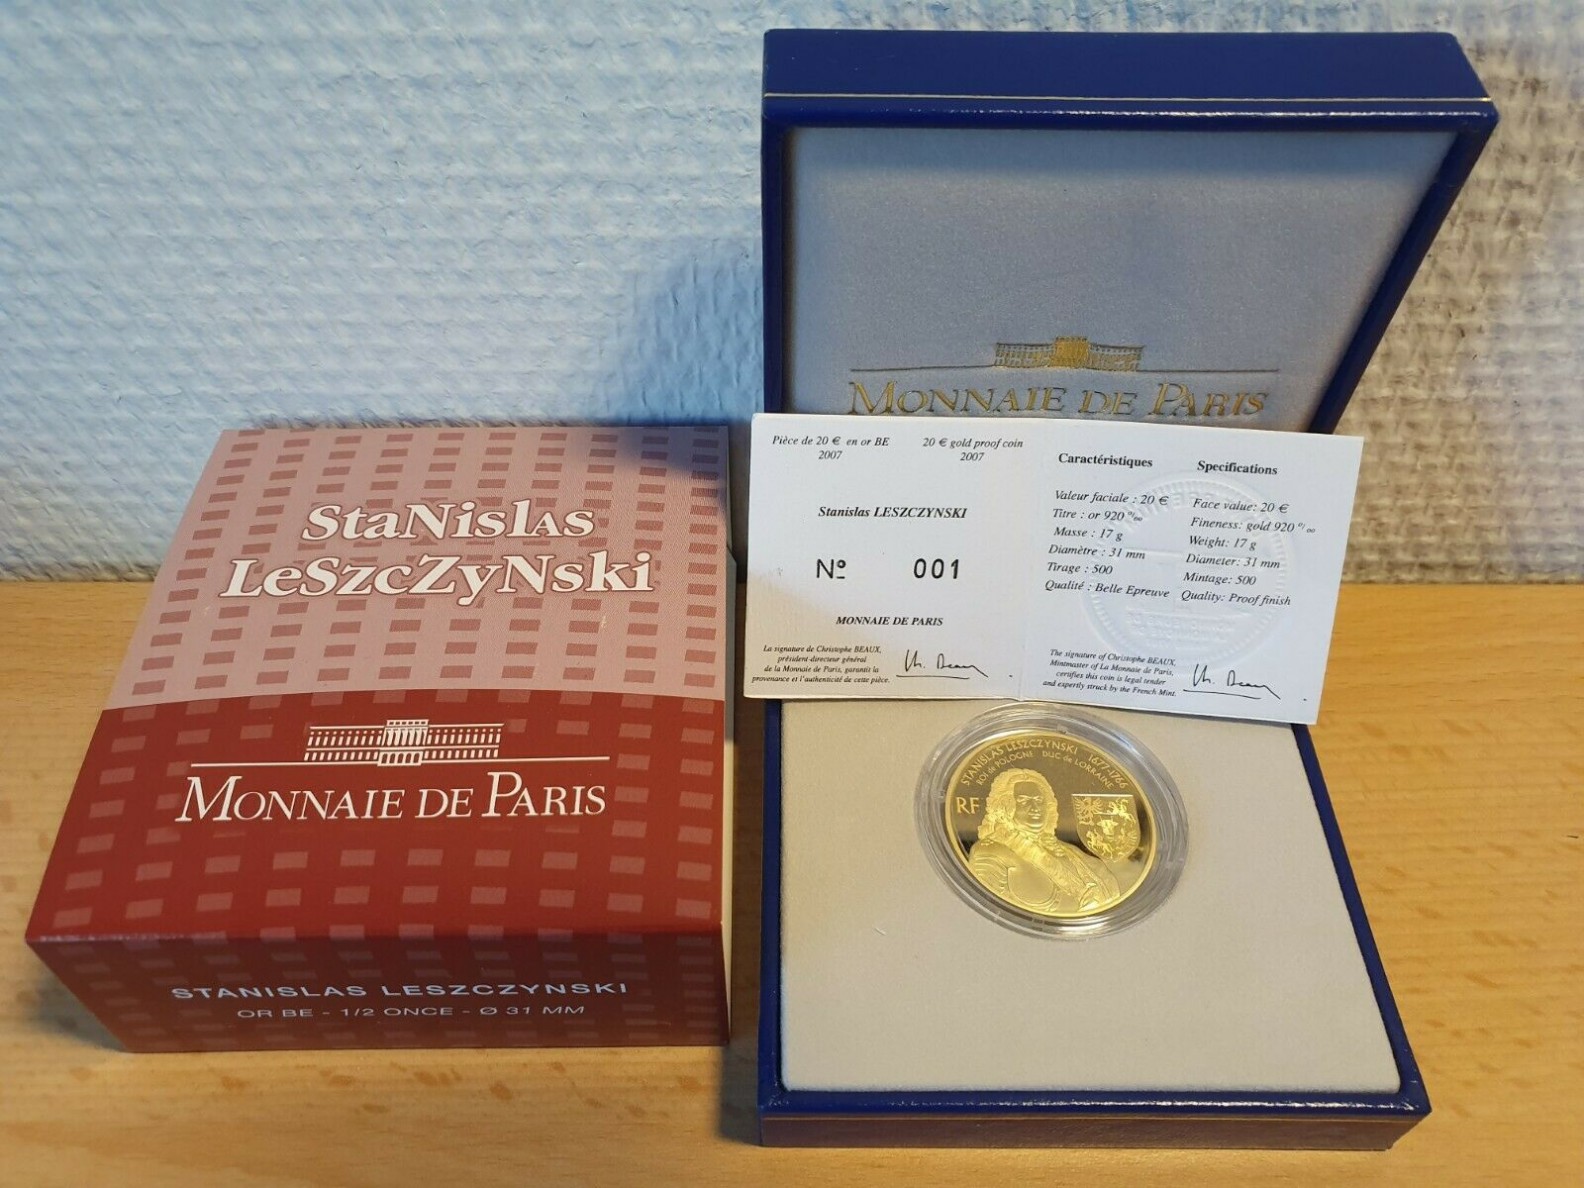 StaNislAs
LeSzcZyNski
MONNAIE DE PARIS
STANISLAS LESZCZYNSKI
OR BE - 1/2 ONCE - Ø 31 MM
MONNAIE DE PARIS
Pièce de 20 € en or BE
2007
20 € gold proof coin
2007
Stanislas LESZCZYNSKI
Nº 001
MONNAIE DE PARIS
La signature de Christophe BEAUX,
président-directeur général
de la Monnaie de Paris, garantit la
provenance et l'authenticité de cette pièce.
Ch. Beaux
Caractéristiques
Valeur faciale : 20 €
Titre : or 920 º/ºº
Masse : 17 g
Diamètre : 31 mm
Tirage : 500
Qualité : Belle Epreuve
Specifications
Face value: 20 €
Fineness: gold 920 º/ºº
Weight: 17 g
Diameter: 31 mm
Mintage: 500
Quality: Proof finish
The signature of Christophe BEAUX,
Mintmaster of La Monnaie de Paris,
certifies this coin is legal tender
and expertly struck by the French Mint.
Ch. Beaux
STANISLAS LESZCZYNSKI 1677-1766
ROI de POLOGNE DUC de LORRAINE
RF